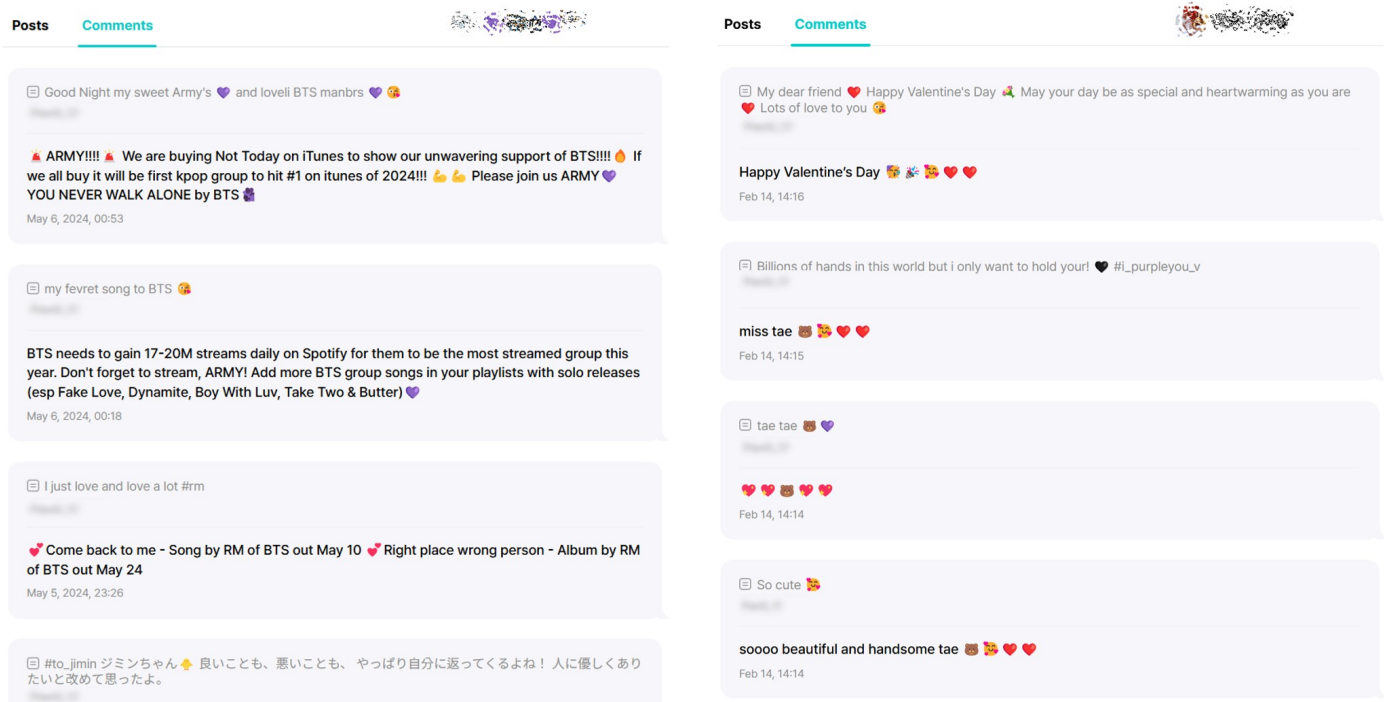 Posts Comments
Good Night my sweet Army's 💜 and loveli BTS manbrs 💜 😘
🚨 ARMY!!!! 🚨 We are buying Not Today on iTunes to show our unwavering support of BTS!!!! 🔥 If
we all buy it will be first kpop group to hit #1 on itunes of 2024!!! 💪 💪 Please join us ARMY 💜
YOU NEVER WALK ALONE by BTS
May 6, 2024, 00:53
my fevret song to BTS 😘
BTS needs to gain 17-20M streams daily on Spotify for them to be the most streamed group this
year. Don't forget to stream, ARMY! Add more BTS group songs in your playlists with solo releases
(esp Fake Love, Dynamite, Boy With Luv, Take Two & Butter) 💜
May 6, 2024, 00:18
I just love and love a lot #rm
💕 Come back to me - Song by RM of BTS out May 10 💕 Right place wrong person - Album by RM
of BTS out May 24
May 5, 2024, 23:26
#to_jimin ジミンちゃん🐥 良いことも、悪いことも、 やっぱり自分に返ってくるよね！ 人に優しくあり
たいと改めて思ったよ。
Posts Comments
My dear friend ❤️ Happy Valentine's Day 💐 May your day be as special and heartwarming as you are
❤️ Lots of love to you 😘
Happy Valentine's Day 🥳 🎉 🥰 ❤️ ❤️
Feb 14, 14:16
Billions of hands in this world but i only want to hold your! 🖤 #i_purpleyou_v
miss tae 🐻 🥰 ❤️ ❤️
Feb 14, 14:15
tae tae 🐻 💜
💖 💖 🐻 💖 💖
Feb 14, 14:14
So cute 🥰
soooo beautiful and handsome tae 🐻 🥰 ❤️ ❤️
Feb 14, 14:14